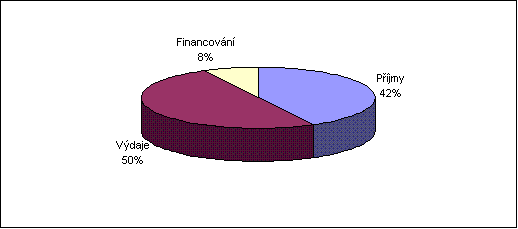 Financování
8%
Příjmy
42%
Výdaje
50%